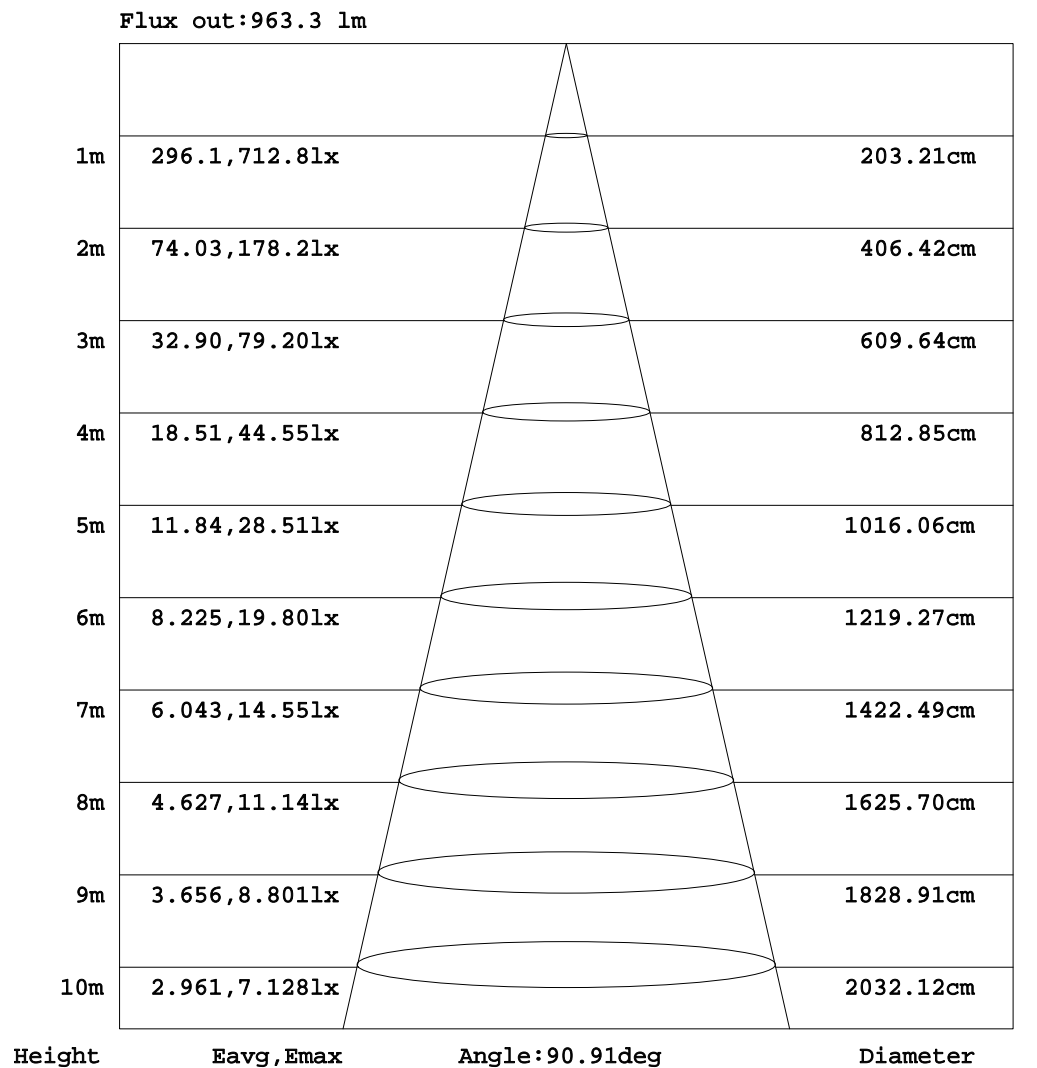 Flux out:963.3 lm
1m 296.1,712.8lx 203.21cm
2m 74.03,178.2lx 406.42cm
3m 32.90,79.20lx 609.64cm
4m 18.51,44.55lx 812.85cm
5m 11.84,28.51lx 1016.06cm
6m 8.225,19.80lx 1219.27cm
7m 6.043,14.55lx 1422.49cm
8m 4.627,11.14lx 1625.70cm
9m 3.656,8.801lx 1828.91cm
10m 2.961,7.128lx 2032.12cm
Height Eavg,Emax Angle:90.91deg Diameter